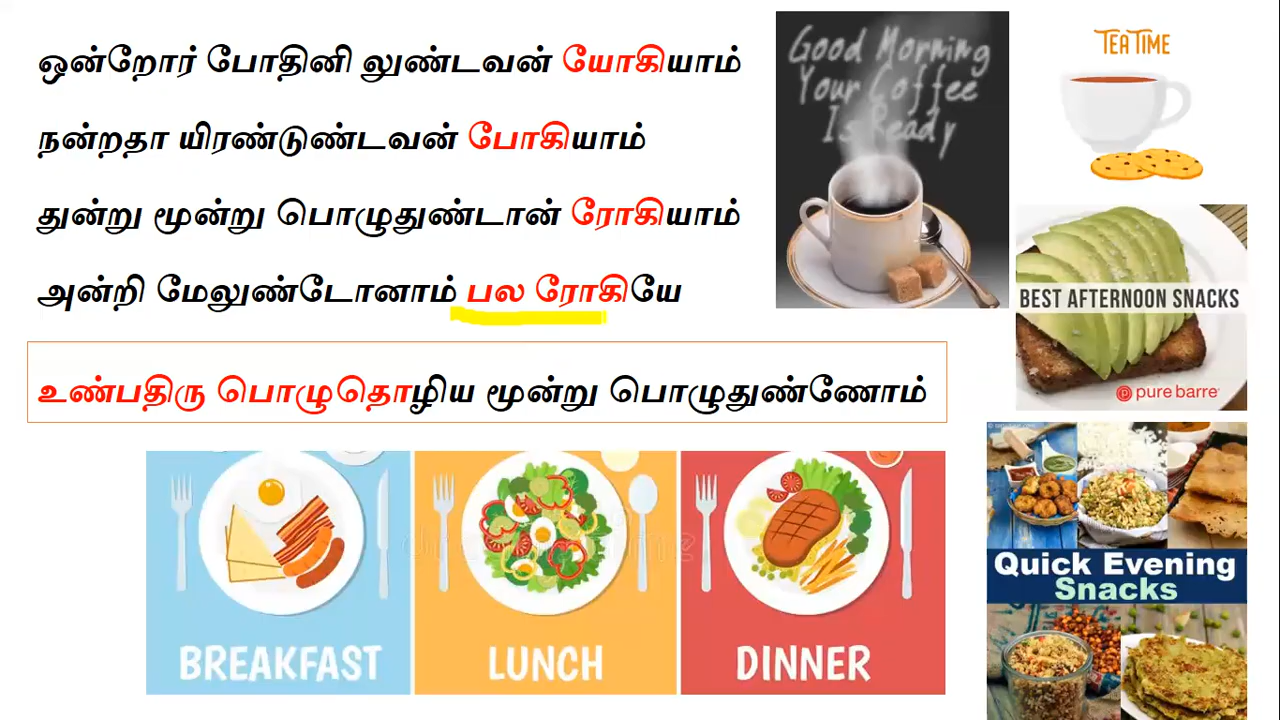 ஒன்றோர் போதினி லுண்டவன் யோகியாம்
நன்றதா யிரண்டுண்டவன் போகியாம்
துன்று மூன்று பொழுதுண்டான் ரோகியாம்
அன்றி மேலுண்டோனாம் பல ரோகியே
உண்பதிரு பொழுதொழிய மூன்று பொழுதுண்ணோம்
Good Morning
Your Coffee
Is Ready
TEA TIME
BEST AFTERNOON SNACKS
pure barre
BREAKFAST
LUNCH
DINNER
Quick Evening
Snacks